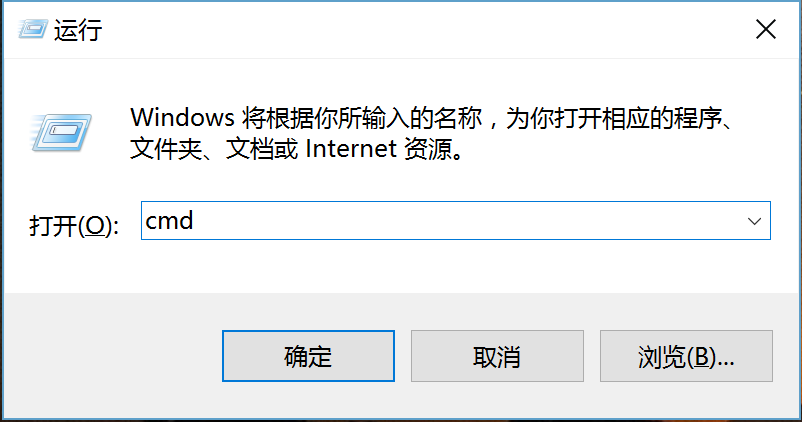 运行
Windows 将根据你所输入的名称，为你打开相应的程序、
文件夹、文档或 Internet 资源。
打开(O): cmd
确定 取消 浏览(B)...